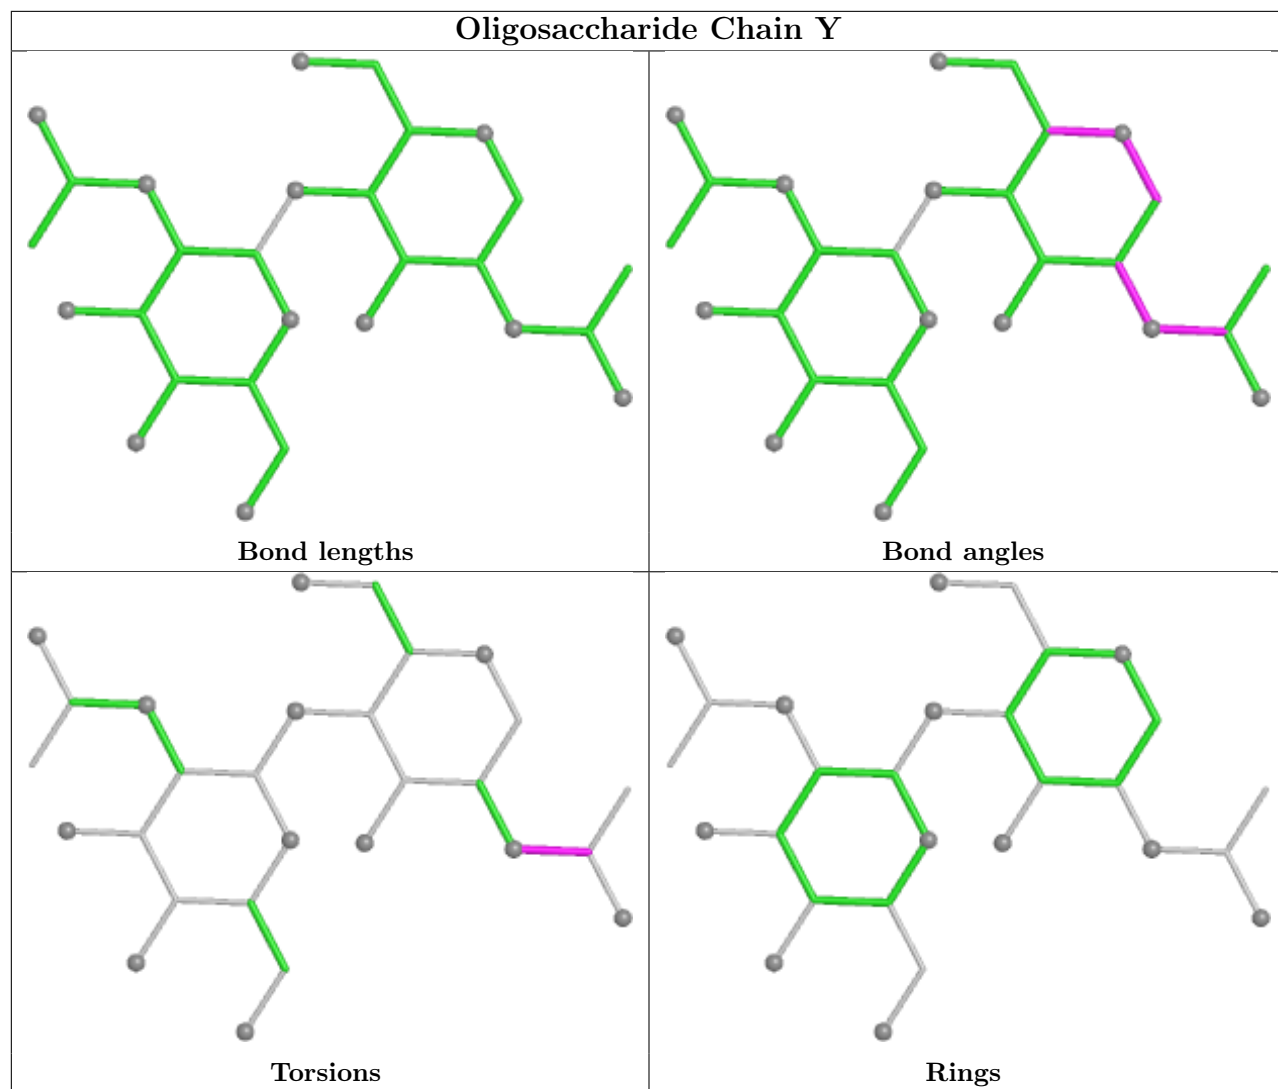 Oligosaccharide Chain Y
Bond lengths
Bond angles
Torsions
Rings